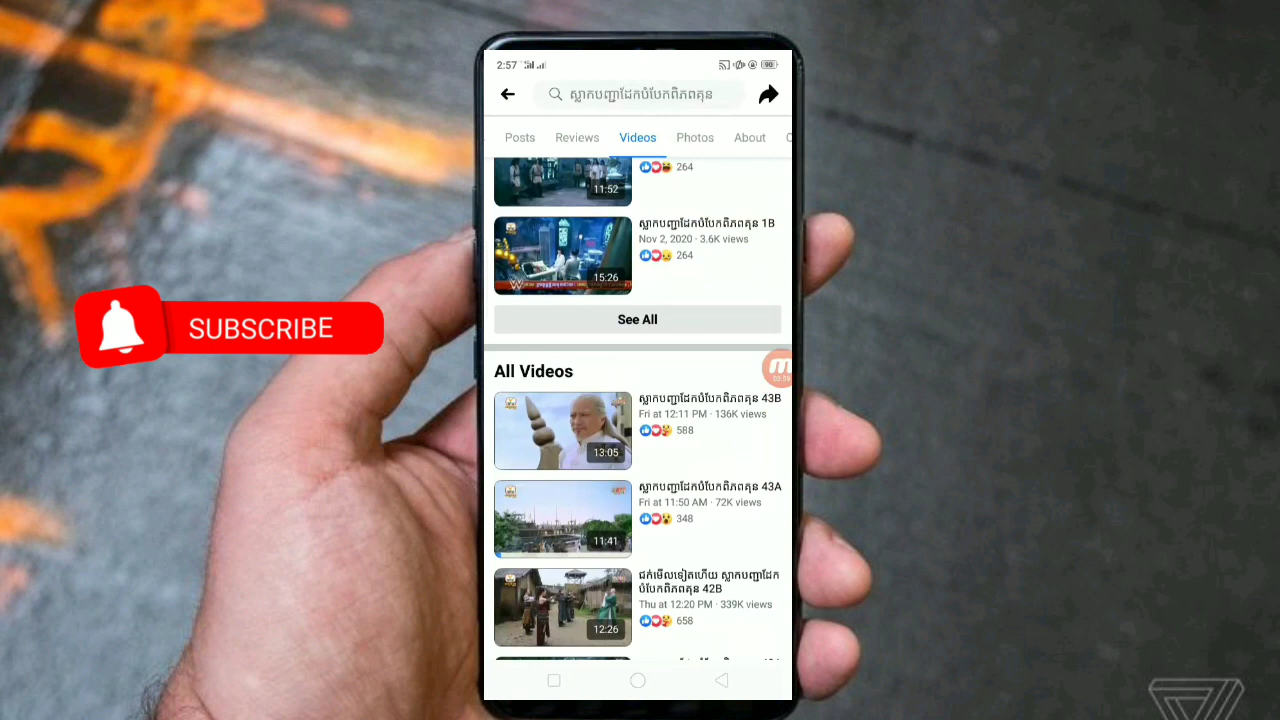 2:57
90
ស្លាកបញ្ជាដែកបំបែកពិភពគុន
Posts Reviews Videos Photos About
264
11:52
ស្លាកបញ្ជាដែកបំបែកពិភពគុន 1B
Nov 2, 2020 · 3.6K views
264
15:26
See All
All Videos
ស្លាកបញ្ជាដែកបំបែកពិភពគុន 43B
Fri at 12:11 PM · 136K views
588
13:05
ស្លាកបញ្ជាដែកបំបែកពិភពគុន 43A
Fri at 11:50 AM · 72K views
348
11:41
ជក់មើលទៀតហើយ ស្លាកបញ្ជាដែក
បំបែកពិភពគុន 42B
Thu at 12:20 PM · 339K views
658
12:26
SUBSCRIBE